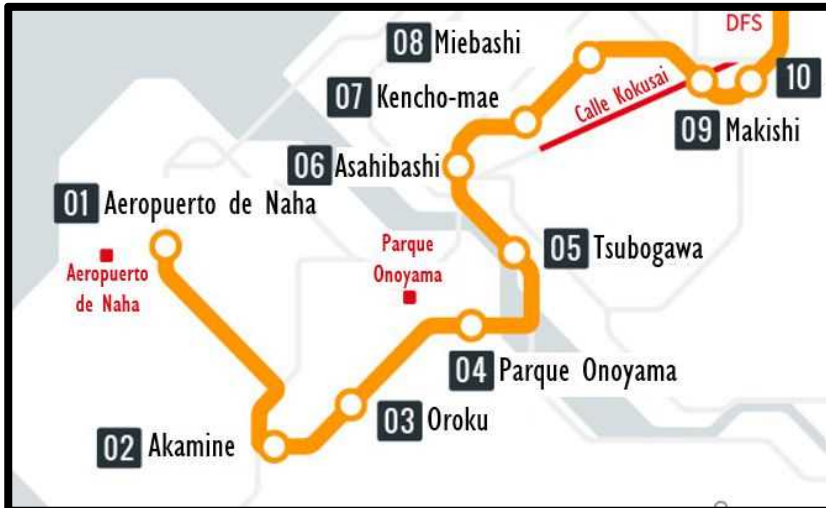 DFS
08 Miebashi
07 Kencho-mae
Calle Kokusai
10
09 Makishi
06 Asahibashi
01 Aeropuerto de Naha
Parque
Onoyama
05 Tsubogawa
Aeropuerto
de Naha
04 Parque Onoyama
03 Oroku
02 Akamine